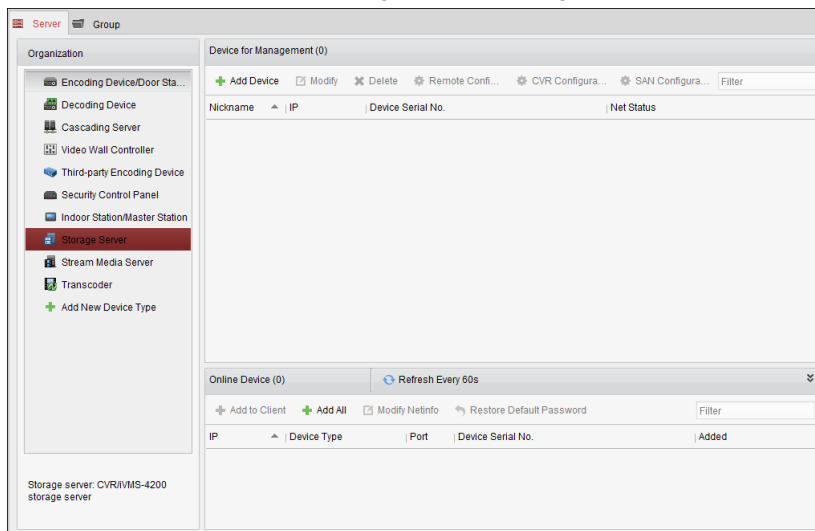 Server Group
Organization
Encoding Device/Door Sta...
Decoding Device
Cascading Server
Video Wall Controller
Third-party Encoding Device
Security Control Panel
Indoor Station/Master Station
Storage Server
Stream Media Server
Transcoder
Add New Device Type
Storage server: CVR/iVMS-4200
storage server
Device for Management (0)
Add Device Modify Delete Remote Confi... CVR Configura... SAN Configura... Filter
Nickname IP Device Serial No. Net Status
Online Device (0) Refresh Every 60s
Add to Client Add All Modify Netinfo Restore Default Password Filter
IP Device Type Port Device Serial No. Added